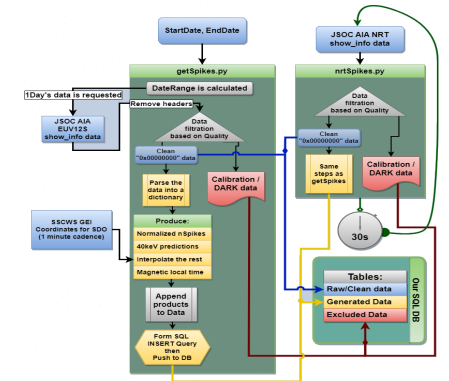 StartDate, EndDate
JSOC AIA NRT
show_info data
getSpikes.py
nrtSpikes.py
DateRange is calculated
1Day's data is requested
Remove headers
JSOC AIA
EUV12S
show_info data
Data
filtration
based on Quality
Clean
"0x00000000" data
Calibration /
DARK data
Parse the
data into a
dictionary
SSCWS GEI
Coordinates for SDO
(1 minute cadence)
Produce:
Normalized nSpikes
40keV predictions
Interpolate the rest
Magnetic local time
Append
products
to Data
Form SQL
INSERT Query
then
Push to DB
Data
filtration
based on Quality
Clean
"0x00000000" data
Same
steps as
getSpikes
Calibration /
DARK data
30s
Tables:
Raw/Clean data
Generated Data
Excluded Data
Our SQL DB